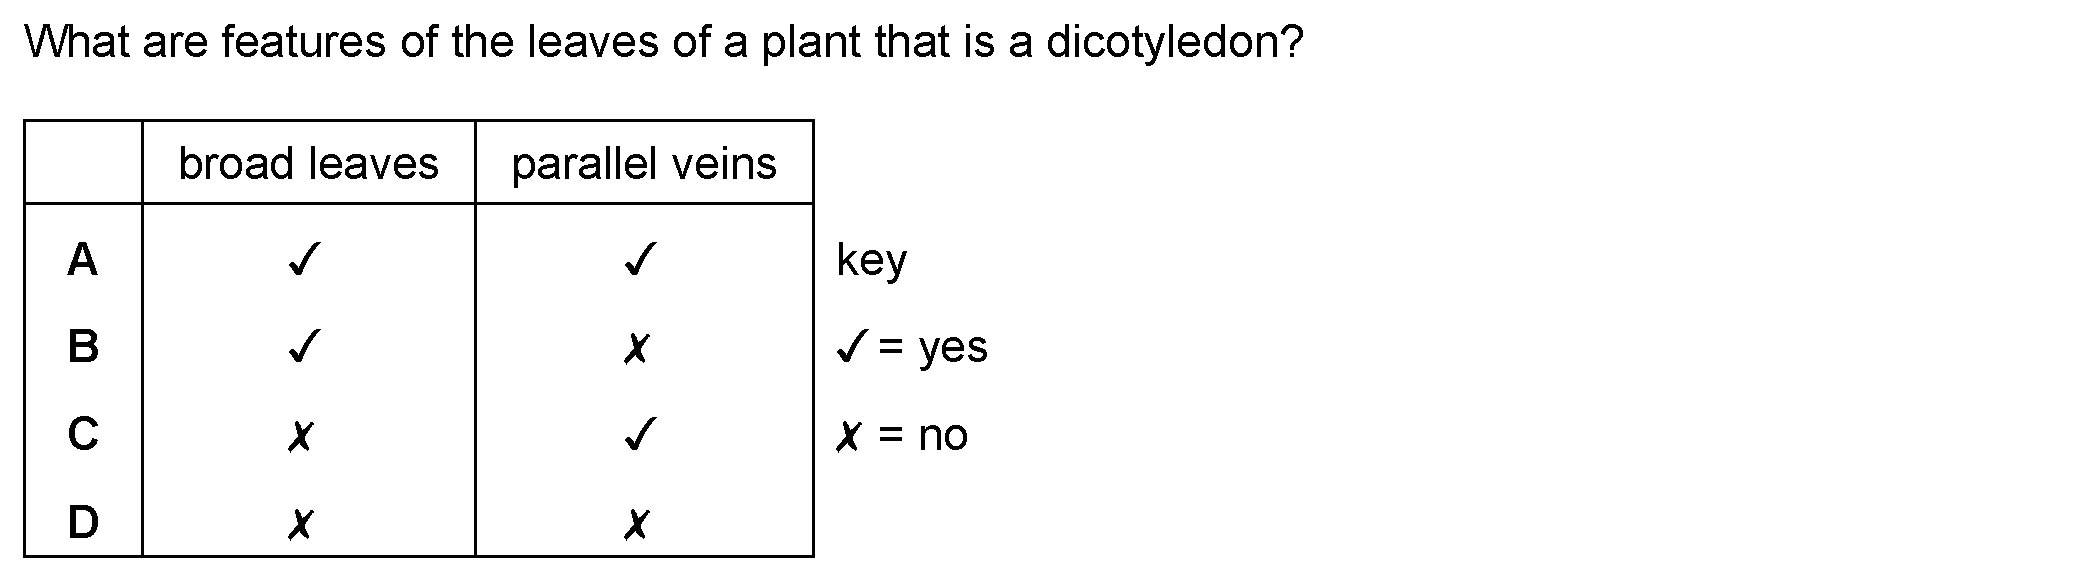 What are features of the leaves of a plant that is a dicotyledon?
broad leaves parallel veins
A ✓ ✓ key
B ✓ ✗ ✓ = yes
C ✗ ✓ ✗ = no
D ✗ ✗